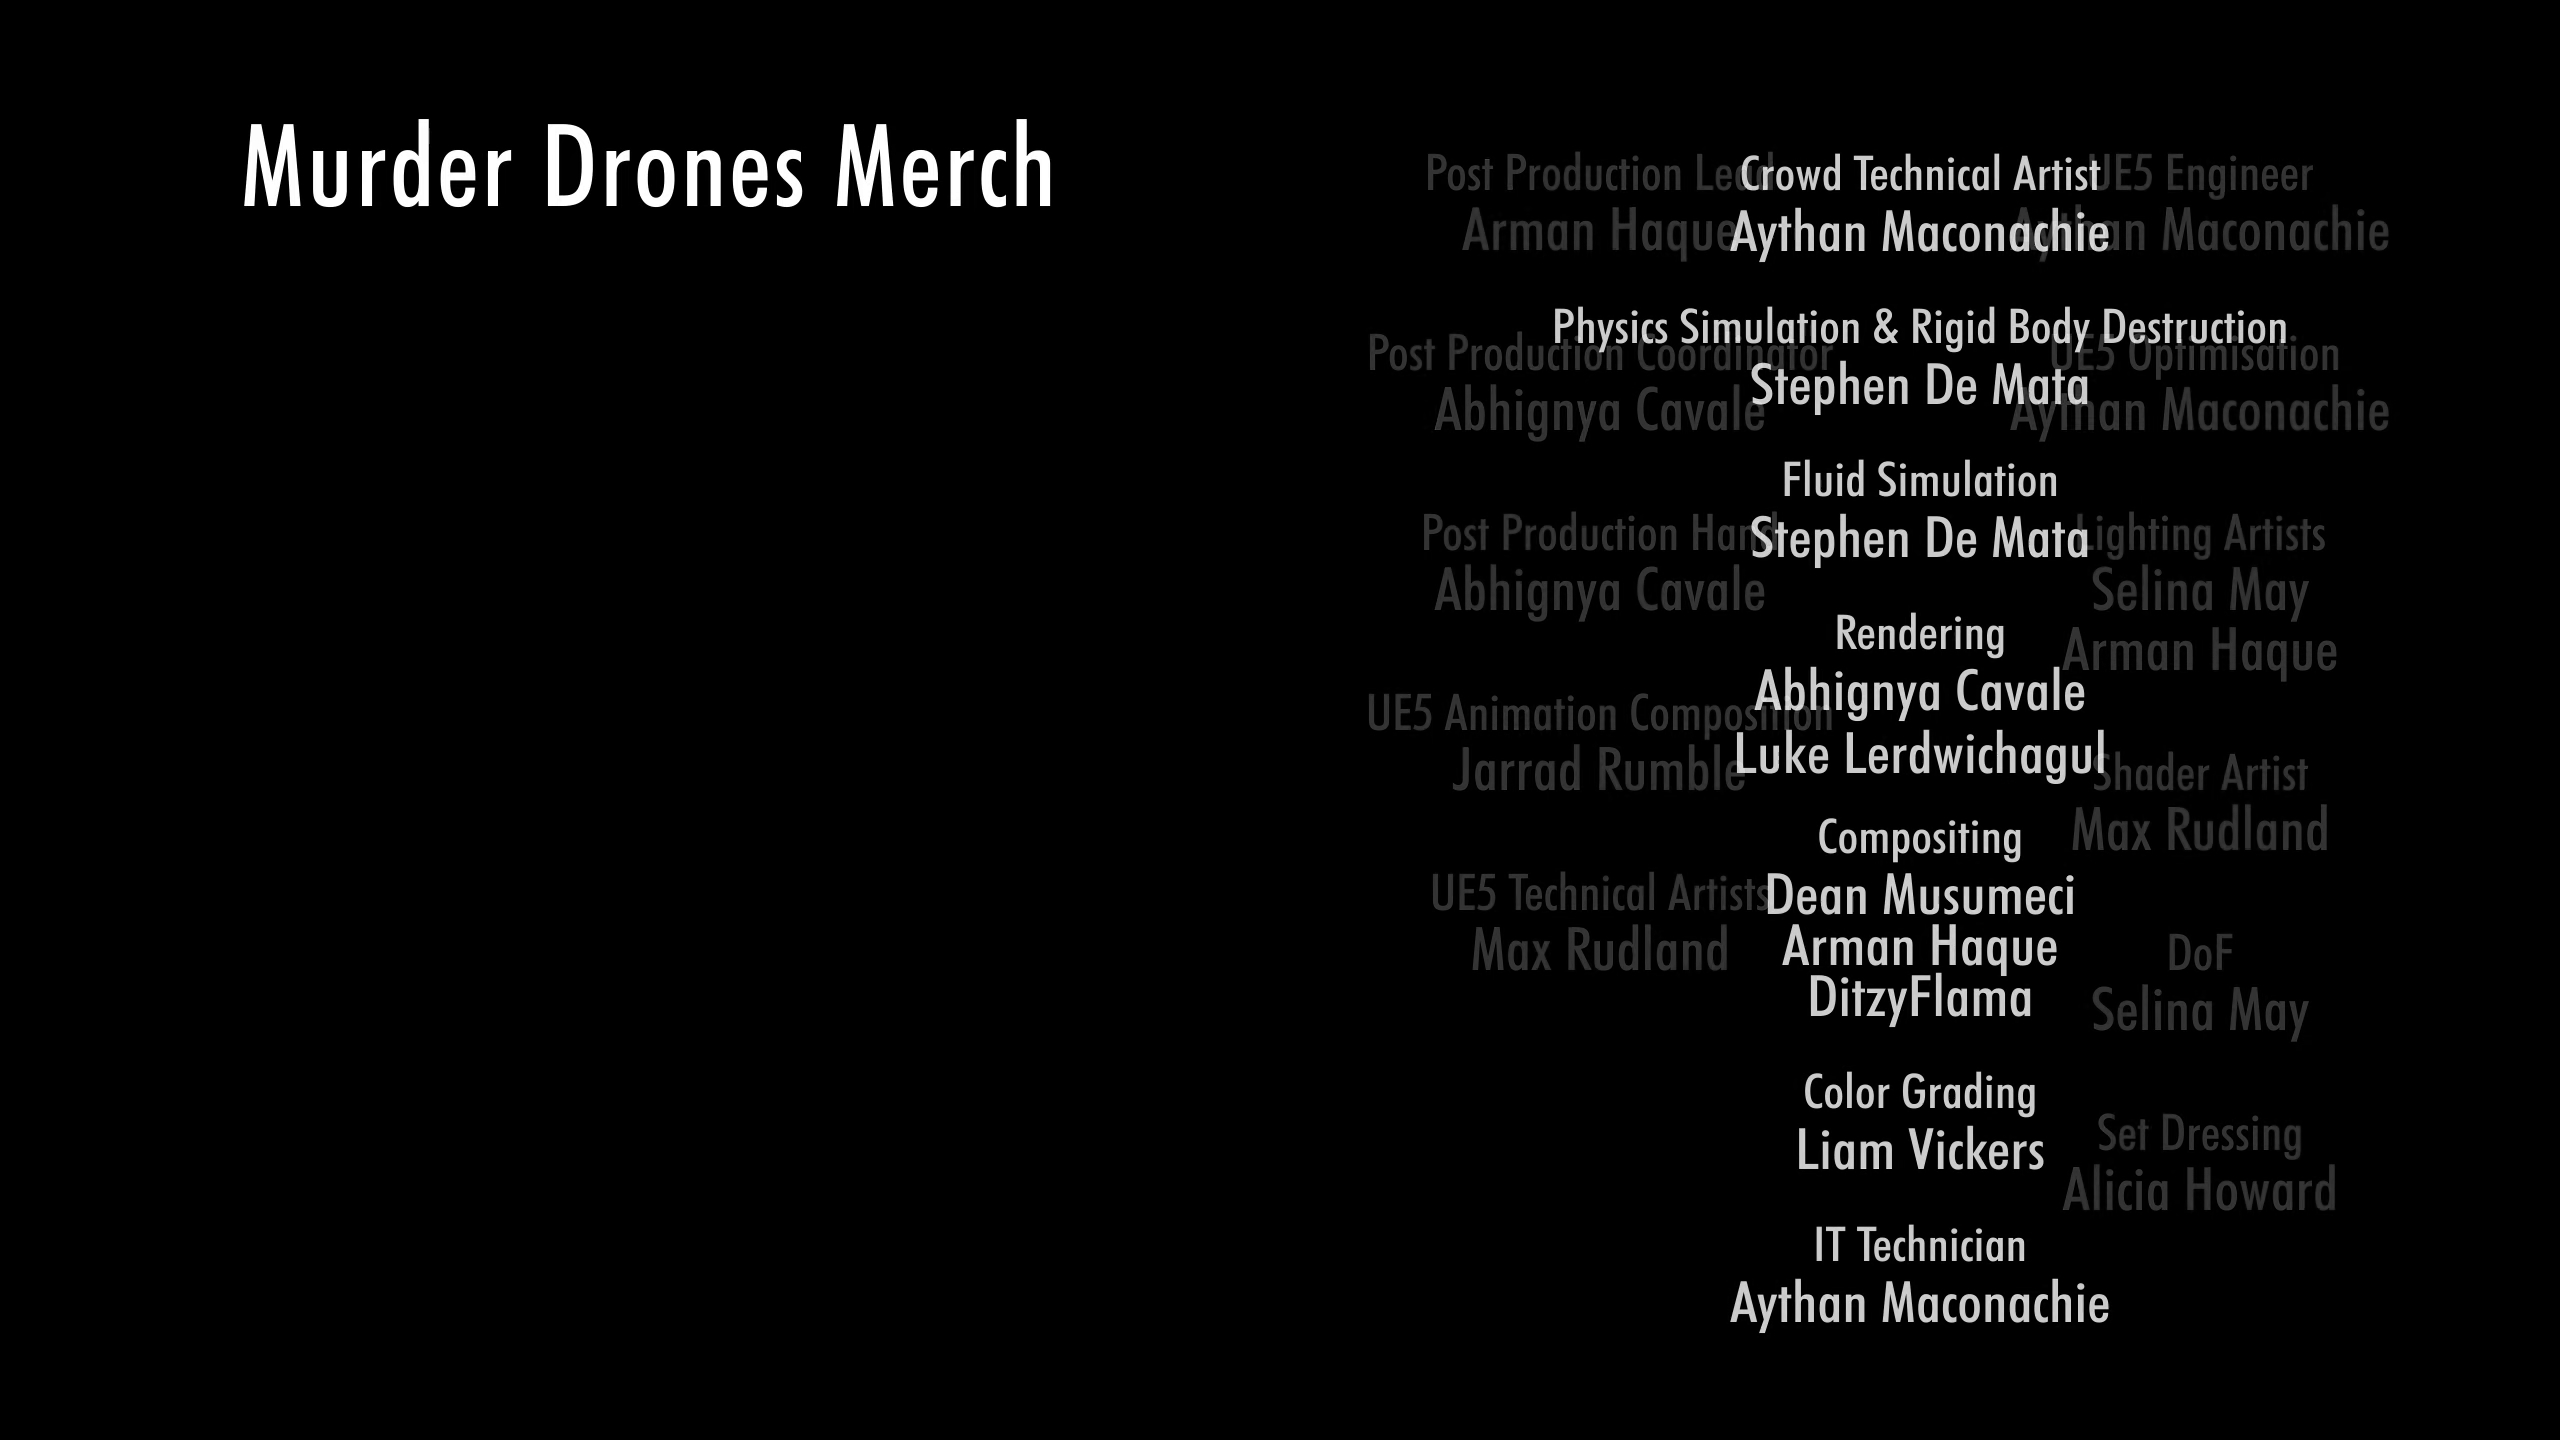 Murder Drones Merch
Crowd Technical Artist
Aythan Maconachie
Physics Simulation & Rigid Body Destruction
Stephen De Mata
Fluid Simulation
Stephen De Mata
Rendering
Abhignya Cavale
Luke Lerdwichagul
Compositing
Dean Musumeci
Arman Haque
DitzyFlama
Color Grading
Liam Vickers
IT Technician
Aythan Maconachie
Post Production Lead
Arman Haque
Post Production Coordinator
Abhignya Cavale
Post Production Hand
Abhignya Cavale
UE5 Animation Composition
Jarrad Rumble
UE5 Technical Artists
Max Rudland
UE5 Engineer
Aythan Maconachie
UE5 Optimisation
Aythan Maconachie
Lighting Artists
Selina May
Arman Haque
Shader Artist
Max Rudland
DoF
Selina May
Set Dressing
Alicia Howard